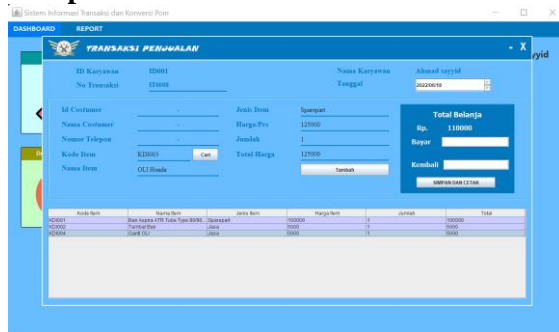 Sistem Informasi Transaksi dan Konversi Poin
DASHBOARD REPORT
TRANSAKSI PENJUALAN - X
yyid
ID Karyawan ID001 Nama Karyawan Ahmad sayyid
No Transaksi Tanggal 2022/06/18
Id Costumer - Jenis Item Sparepart
Nama Costumer - Harga/Pcs 125000
Nomor Telepon - Jumlah 1
Kode Item KDI003 Cari Total Harga 125000
Nama Item OLI Honda Tambah
Total Belanja
Rp. 110000
Bayar
Kembali
SIMPAN DAN CETAK
Kode Item Nama Item Jenis Item Harga Item Jumlah Total
KDI001 Ban Aspira ATR Tube Type 80/90... Sparepart 100000 1 100000
KDI002 Tambal Ban Jasa 5000 1 5000
KDI004 Ganti OLI Jasa 5000 1 5000